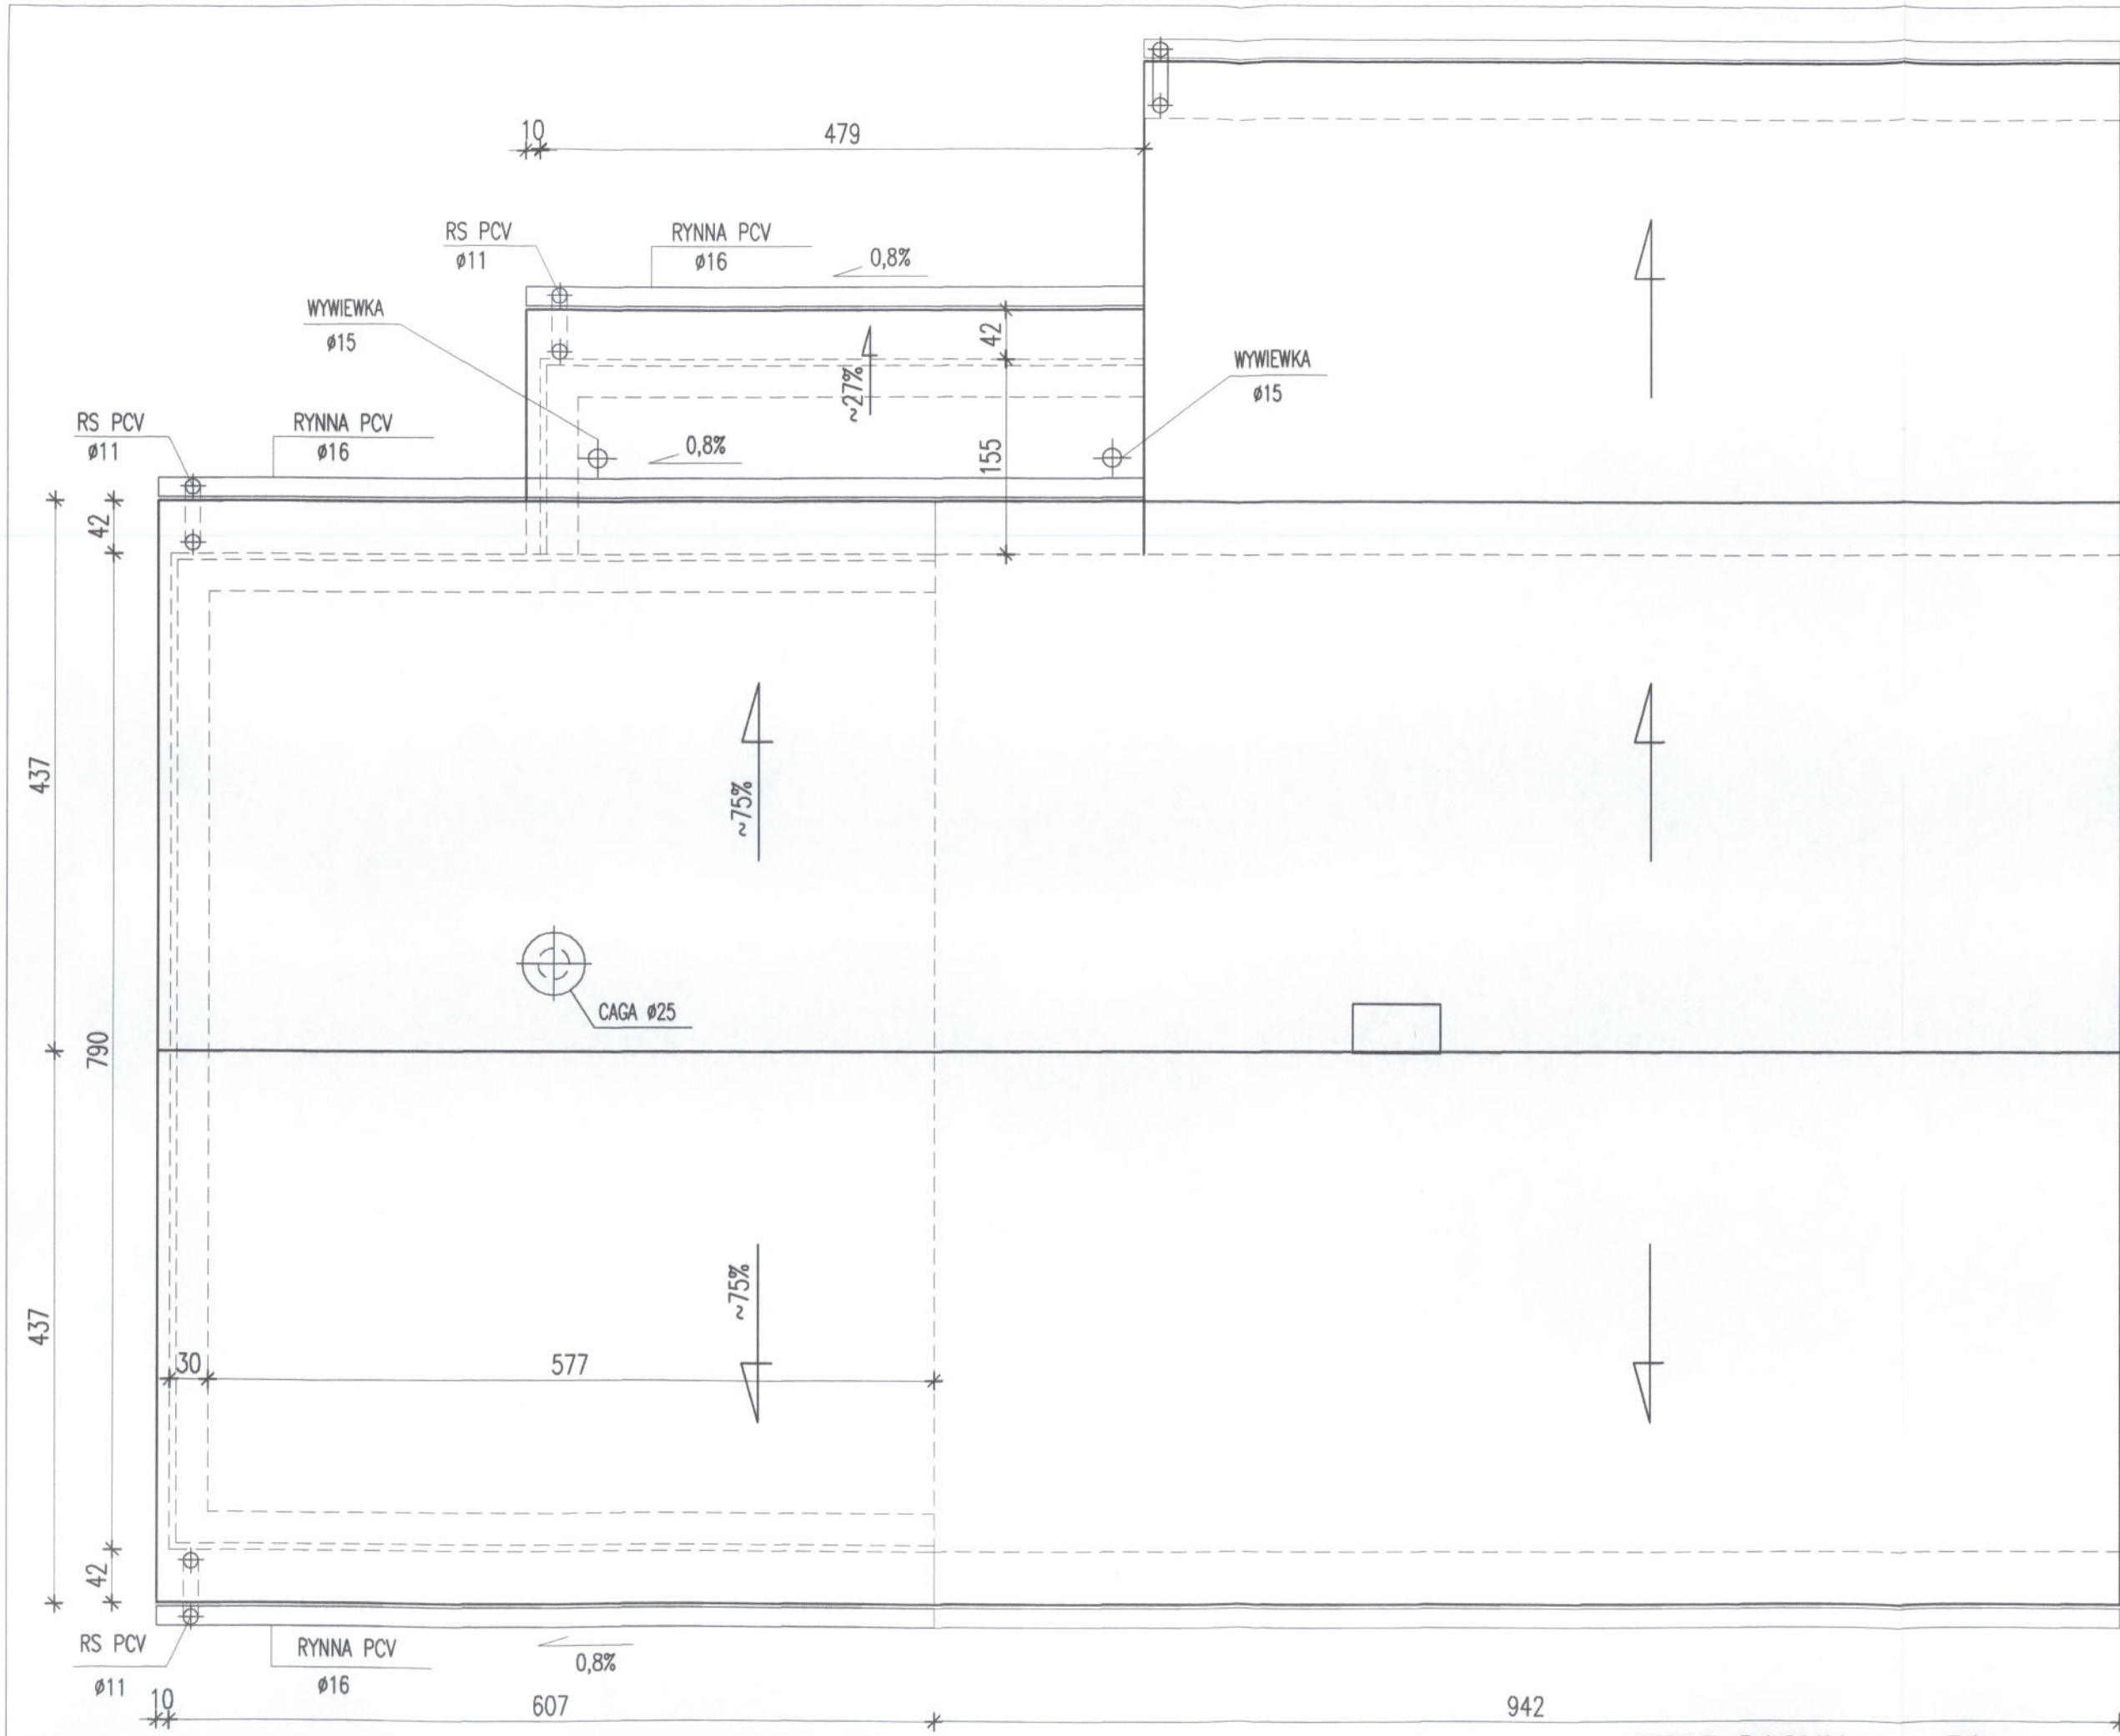 10
479
RS PCV
ø11
RYNNA PCV
ø16
0,8%
WYWIEWKA
ø15
42
~27%
WYWIEWKA
ø15
RS PCV
ø11
RYNNA PCV
ø16
0,8%
155
42
437
~75%
CAGA ø25
790
~75%
437
30
577
42
RS PCV
ø11
RYNNA PCV
ø16
0,8%
10
607
942